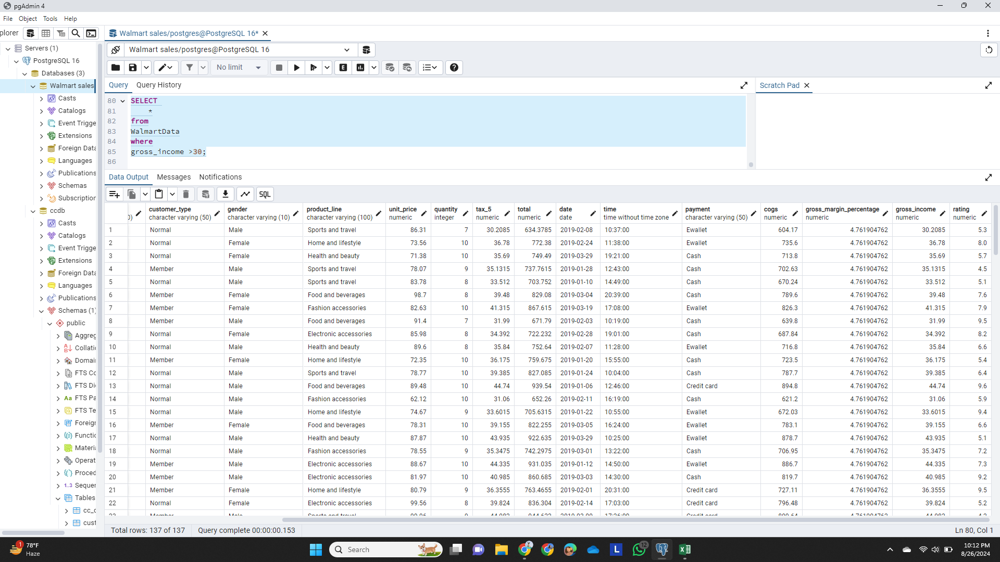 pgAdmin 4
File Object Tools Help
plorer
Walmart sales/postgres@PostgreSQL 16*
Walmart sales/postgres@PostgreSQL 16
No limit
E
Query Query History
Scratch Pad
80 SELECT
81 *
82 from
83 WalmartData
84 where
85 gross_income >30;
86
Servers (1)
PostgreSQL 16
Databases (3)
Walmart sales
Casts
Catalogs
Event Trigge
Extensions
Foreign Data
Languages
Publications
Schemas
Subscription
ccdb
Casts
Catalogs
Event Trigge
Extensions
Foreign Data
Languages
Publications
Schemas (1)
public
Aggreg
Collatio
Domai
FTS Co
FTS Di
Aa FTS Pa
FTS Te
Foreign
Functio
Materia
Operat
Proced
1..3 Sequen
Tables
cc_c
cust
Data Output Messages Notifications
SQL
customer_type gender product_line unit_price quantity tax_5 total date time payment cogs gross_margin_percentage gross_income rating
0) character varying (50) character varying (10) character varying (100) numeric integer numeric numeric date time without time zone character varying (50) numeric numeric numeric numeric
1 Normal Male Sports and travel 86.31 7 30.2085 634.3785 2019-02-08 10:37:00 Ewallet 604.17 4.761904762 30.2085 5.3
2 Normal Female Home and lifestyle 73.56 10 36.78 772.38 2019-02-24 11:38:00 Ewallet 735.6 4.761904762 36.78 8.0
3 Normal Female Health and beauty 71.38 10 35.69 749.49 2019-03-29 19:21:00 Cash 713.8 4.761904762 35.69 5.7
4 Member Male Sports and travel 78.07 9 35.1315 737.7615 2019-01-28 12:43:00 Cash 702.63 4.761904762 35.1315 4.5
5 Normal Male Sports and travel 83.78 8 33.512 703.752 2019-01-10 14:49:00 Cash 670.24 4.761904762 33.512 5.1
6 Member Female Food and beverages 98.7 8 39.48 829.08 2019-03-04 20:39:00 Cash 789.6 4.761904762 39.48 7.6
7 Member Female Fashion accessories 82.63 10 41.315 867.615 2019-03-19 17:08:00 Ewallet 826.3 4.761904762 41.315 7.9
8 Member Male Food and beverages 91.4 7 31.99 671.79 2019-02-03 10:19:00 Cash 639.8 4.761904762 31.99 9.5
9 Normal Female Electronic accessories 85.98 8 34.392 722.232 2019-02-28 19:01:00 Cash 687.84 4.761904762 34.392 8.2
10 Normal Male Health and beauty 89.6 8 35.84 752.64 2019-02-07 11:28:00 Ewallet 716.8 4.761904762 35.84 6.6
11 Member Female Home and lifestyle 72.35 10 36.175 759.675 2019-01-20 15:55:00 Cash 723.5 4.761904762 36.175 5.4
12 Normal Male Sports and travel 78.77 10 39.385 827.085 2019-01-24 10:04:00 Cash 787.7 4.761904762 39.385 6.4
13 Normal Male Food and beverages 89.48 10 44.74 939.54 2019-01-06 12:46:00 Credit card 894.8 4.761904762 44.74 9.6
14 Normal Male Fashion accessories 62.12 10 31.06 652.26 2019-02-11 16:19:00 Cash 621.2 4.761904762 31.06 5.9
15 Normal Male Home and lifestyle 74.67 9 33.6015 705.6315 2019-01-22 10:55:00 Ewallet 672.03 4.761904762 33.6015 9.4
16 Member Female Food and beverages 78.31 10 39.155 822.255 2019-03-05 16:24:00 Ewallet 783.1 4.761904762 39.155 6.6
17 Normal Male Health and beauty 87.87 10 43.935 922.635 2019-03-29 10:25:00 Ewallet 878.7 4.761904762 43.935 5.1
18 Normal Male Fashion accessories 78.55 9 35.3475 742.2975 2019-03-01 13:22:00 Cash 706.95 4.761904762 35.3475 7.2
19 Member Male Electronic accessories 88.67 10 44.335 931.035 2019-01-12 14:50:00 Ewallet 886.7 4.761904762 44.335 7.3
20 Member Male Electronic accessories 81.97 10 40.985 860.685 2019-03-03 14:30:00 Cash 819.7 4.761904762 40.985 9.2
21 Member Female Home and lifestyle 80.79 9 36.3555 763.4655 2019-02-01 20:31:00 Credit card 727.11 4.761904762 36.3555 9.5
22 Normal Female Electronic accessories 99.56 8 39.824 836.304 2019-02-14 17:03:00 Credit card 796.48 4.761904762 39.824 5.2
Total rows: 137 of 137 Query complete 00:00:00.153 Ln 80, Col 1
1 78°F
Haze
Search
L
12
10:12 PM
8/26/2024